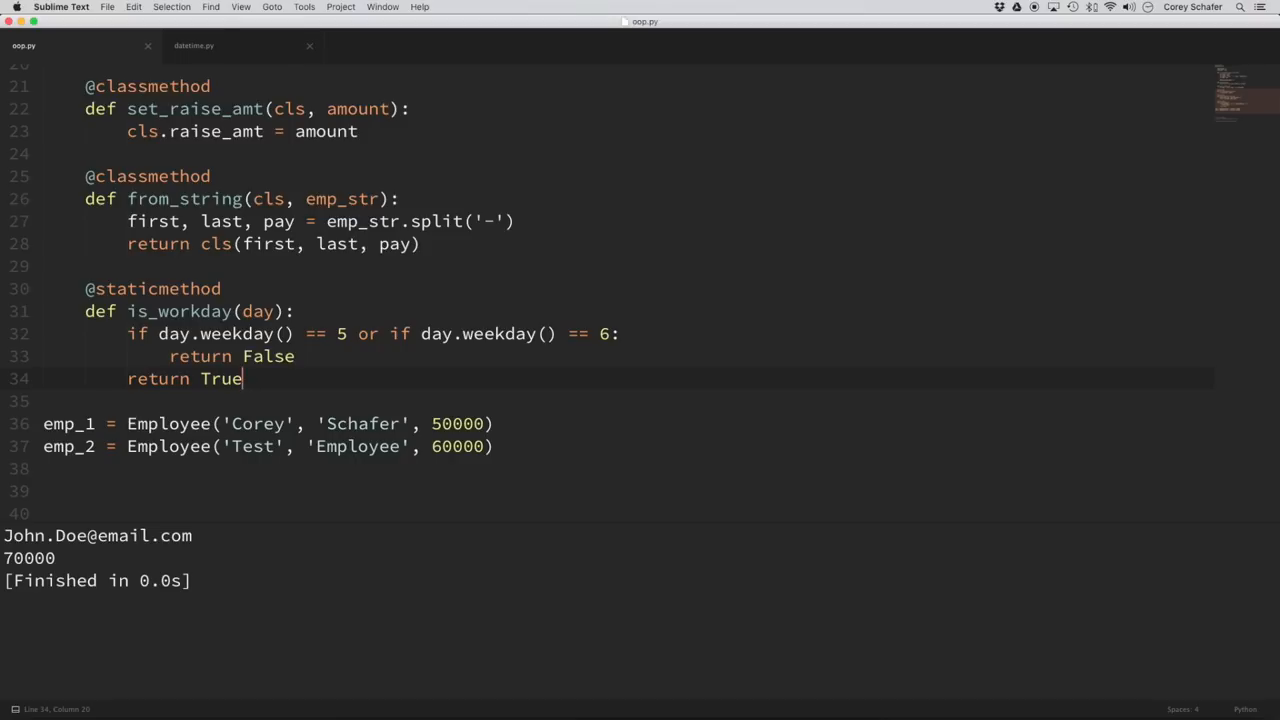 Sublime Text File Edit Selection Find View Goto Tools Project Window Help Corey Schafer
oop.py
oop.py datetime.py
20
21 @classmethod
22 def set_raise_amt(cls, amount):
23 cls.raise_amt = amount
24
25 @classmethod
26 def from_string(cls, emp_str):
27 first, last, pay = emp_str.split('-')
28 return cls(first, last, pay)
29
30 @staticmethod
31 def is_workday(day):
32 if day.weekday() == 5 or if day.weekday() == 6:
33 return False
34 return True
35
36 emp_1 = Employee('Corey', 'Schafer', 50000)
37 emp_2 = Employee('Test', 'Employee', 60000)
38
39
40
John.Doe@email.com
70000
[Finished in 0.0s]
Line 34, Column 20 Spaces: 4 Python